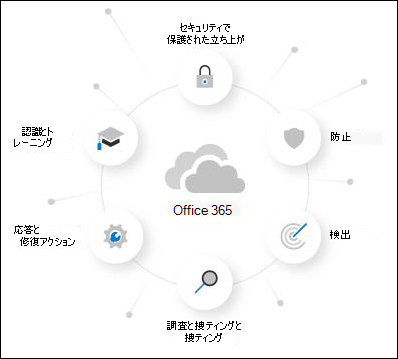 セキュリティで
保護された立ち上が
防止
検出
調査と捜ティングと
捜ティング
応答と
修復アクション
認識とト
レーニング
Office 365